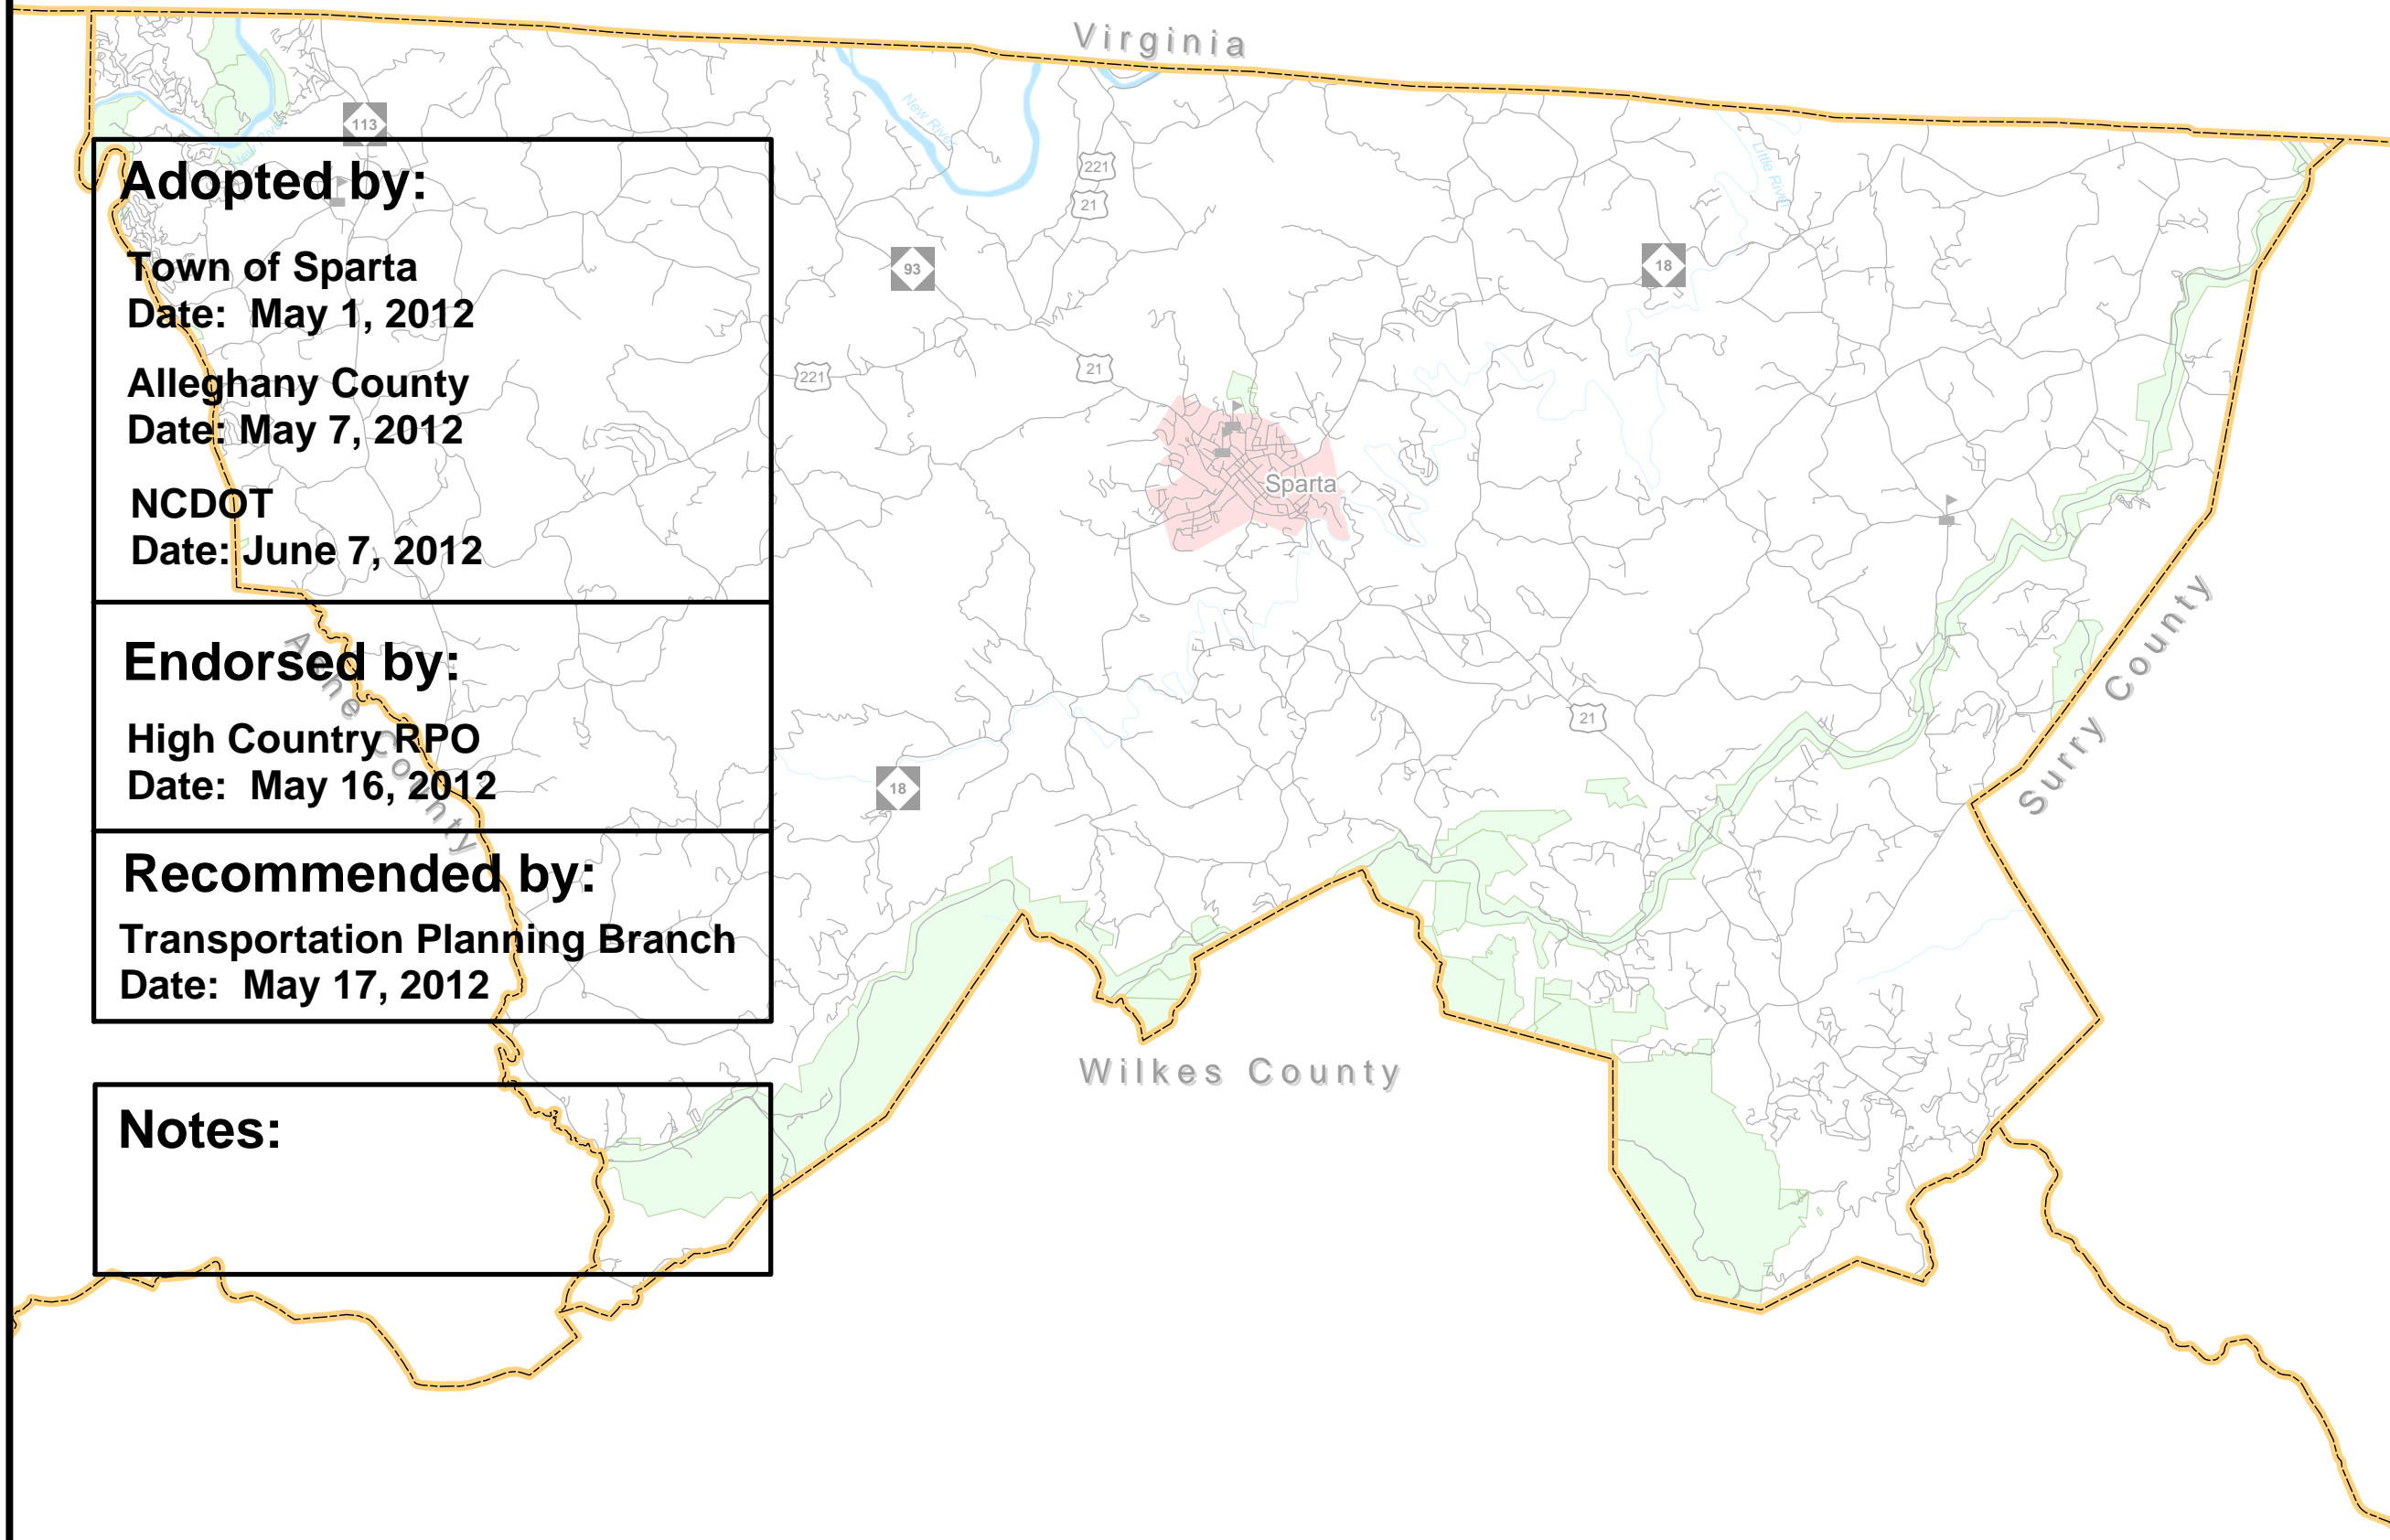 Virginia
113
New River
New River
221
21
Little River
93
18
221
21
Sparta
21
18
Surry County
Wilkes County
Adopted by:
Town of Sparta
Date: May 1, 2012
Alleghany County
Date: May 7, 2012
NCDOT
Date: June 7, 2012
Endorsed by:
High Country RPO
Date: May 16, 2012
Recommended by:
Transportation Planning Branch
Date: May 17, 2012
Notes: